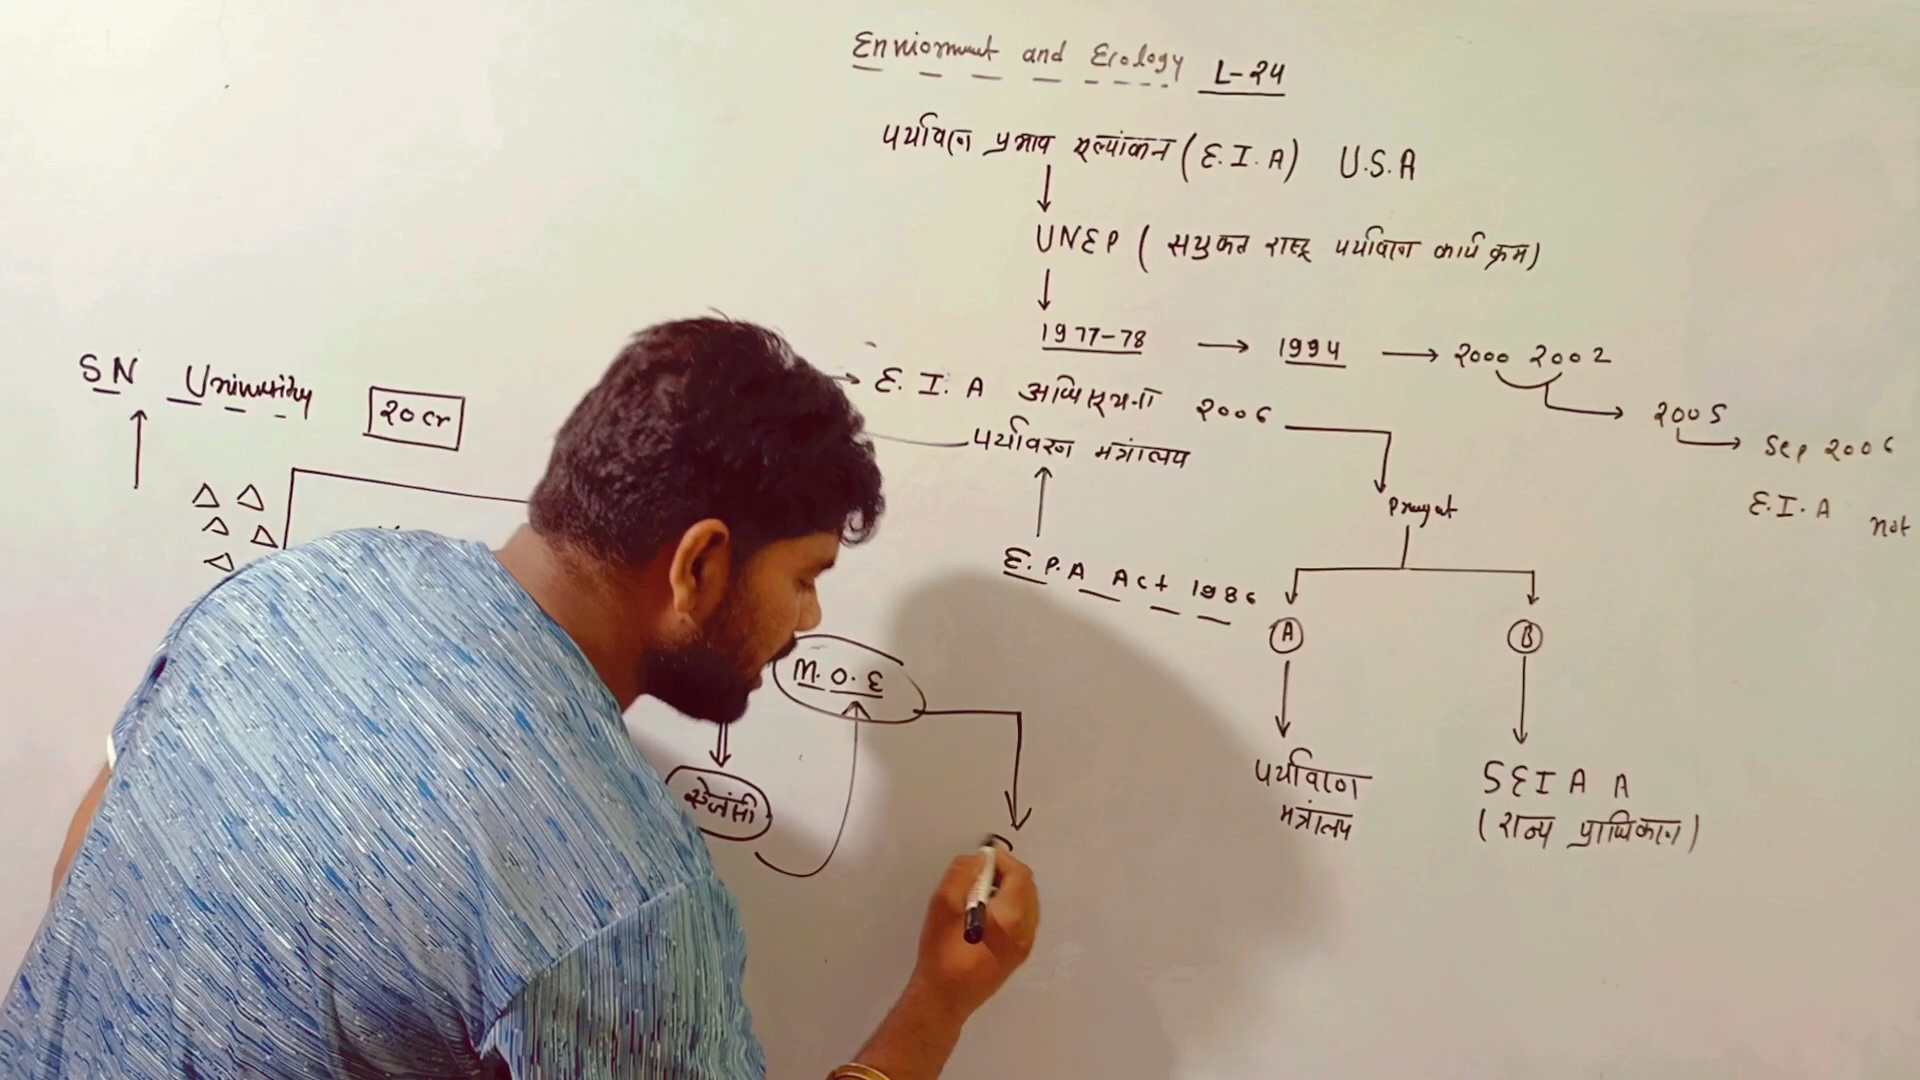 Enviorment and Ecology L-24
पर्यावरण प्रभाव मूल्यांकन (E.I.A) U.S.A
UNEP ( सयुक्त राष्ट्र पर्यावरण कार्यक्रम)
1977-78 → 1994 → 2000 2002
2005
Sep 2006
E.I.A not
E.I.A अधिसूचना 2006
पर्यावरण मंत्रालय
E.P.A Act 1986
Project
A B
पर्यावरण मंत्रालय
SEIAA
(राज्य प्राधिकरण)
SN University 20 cr
M.O.E
एजेंसी